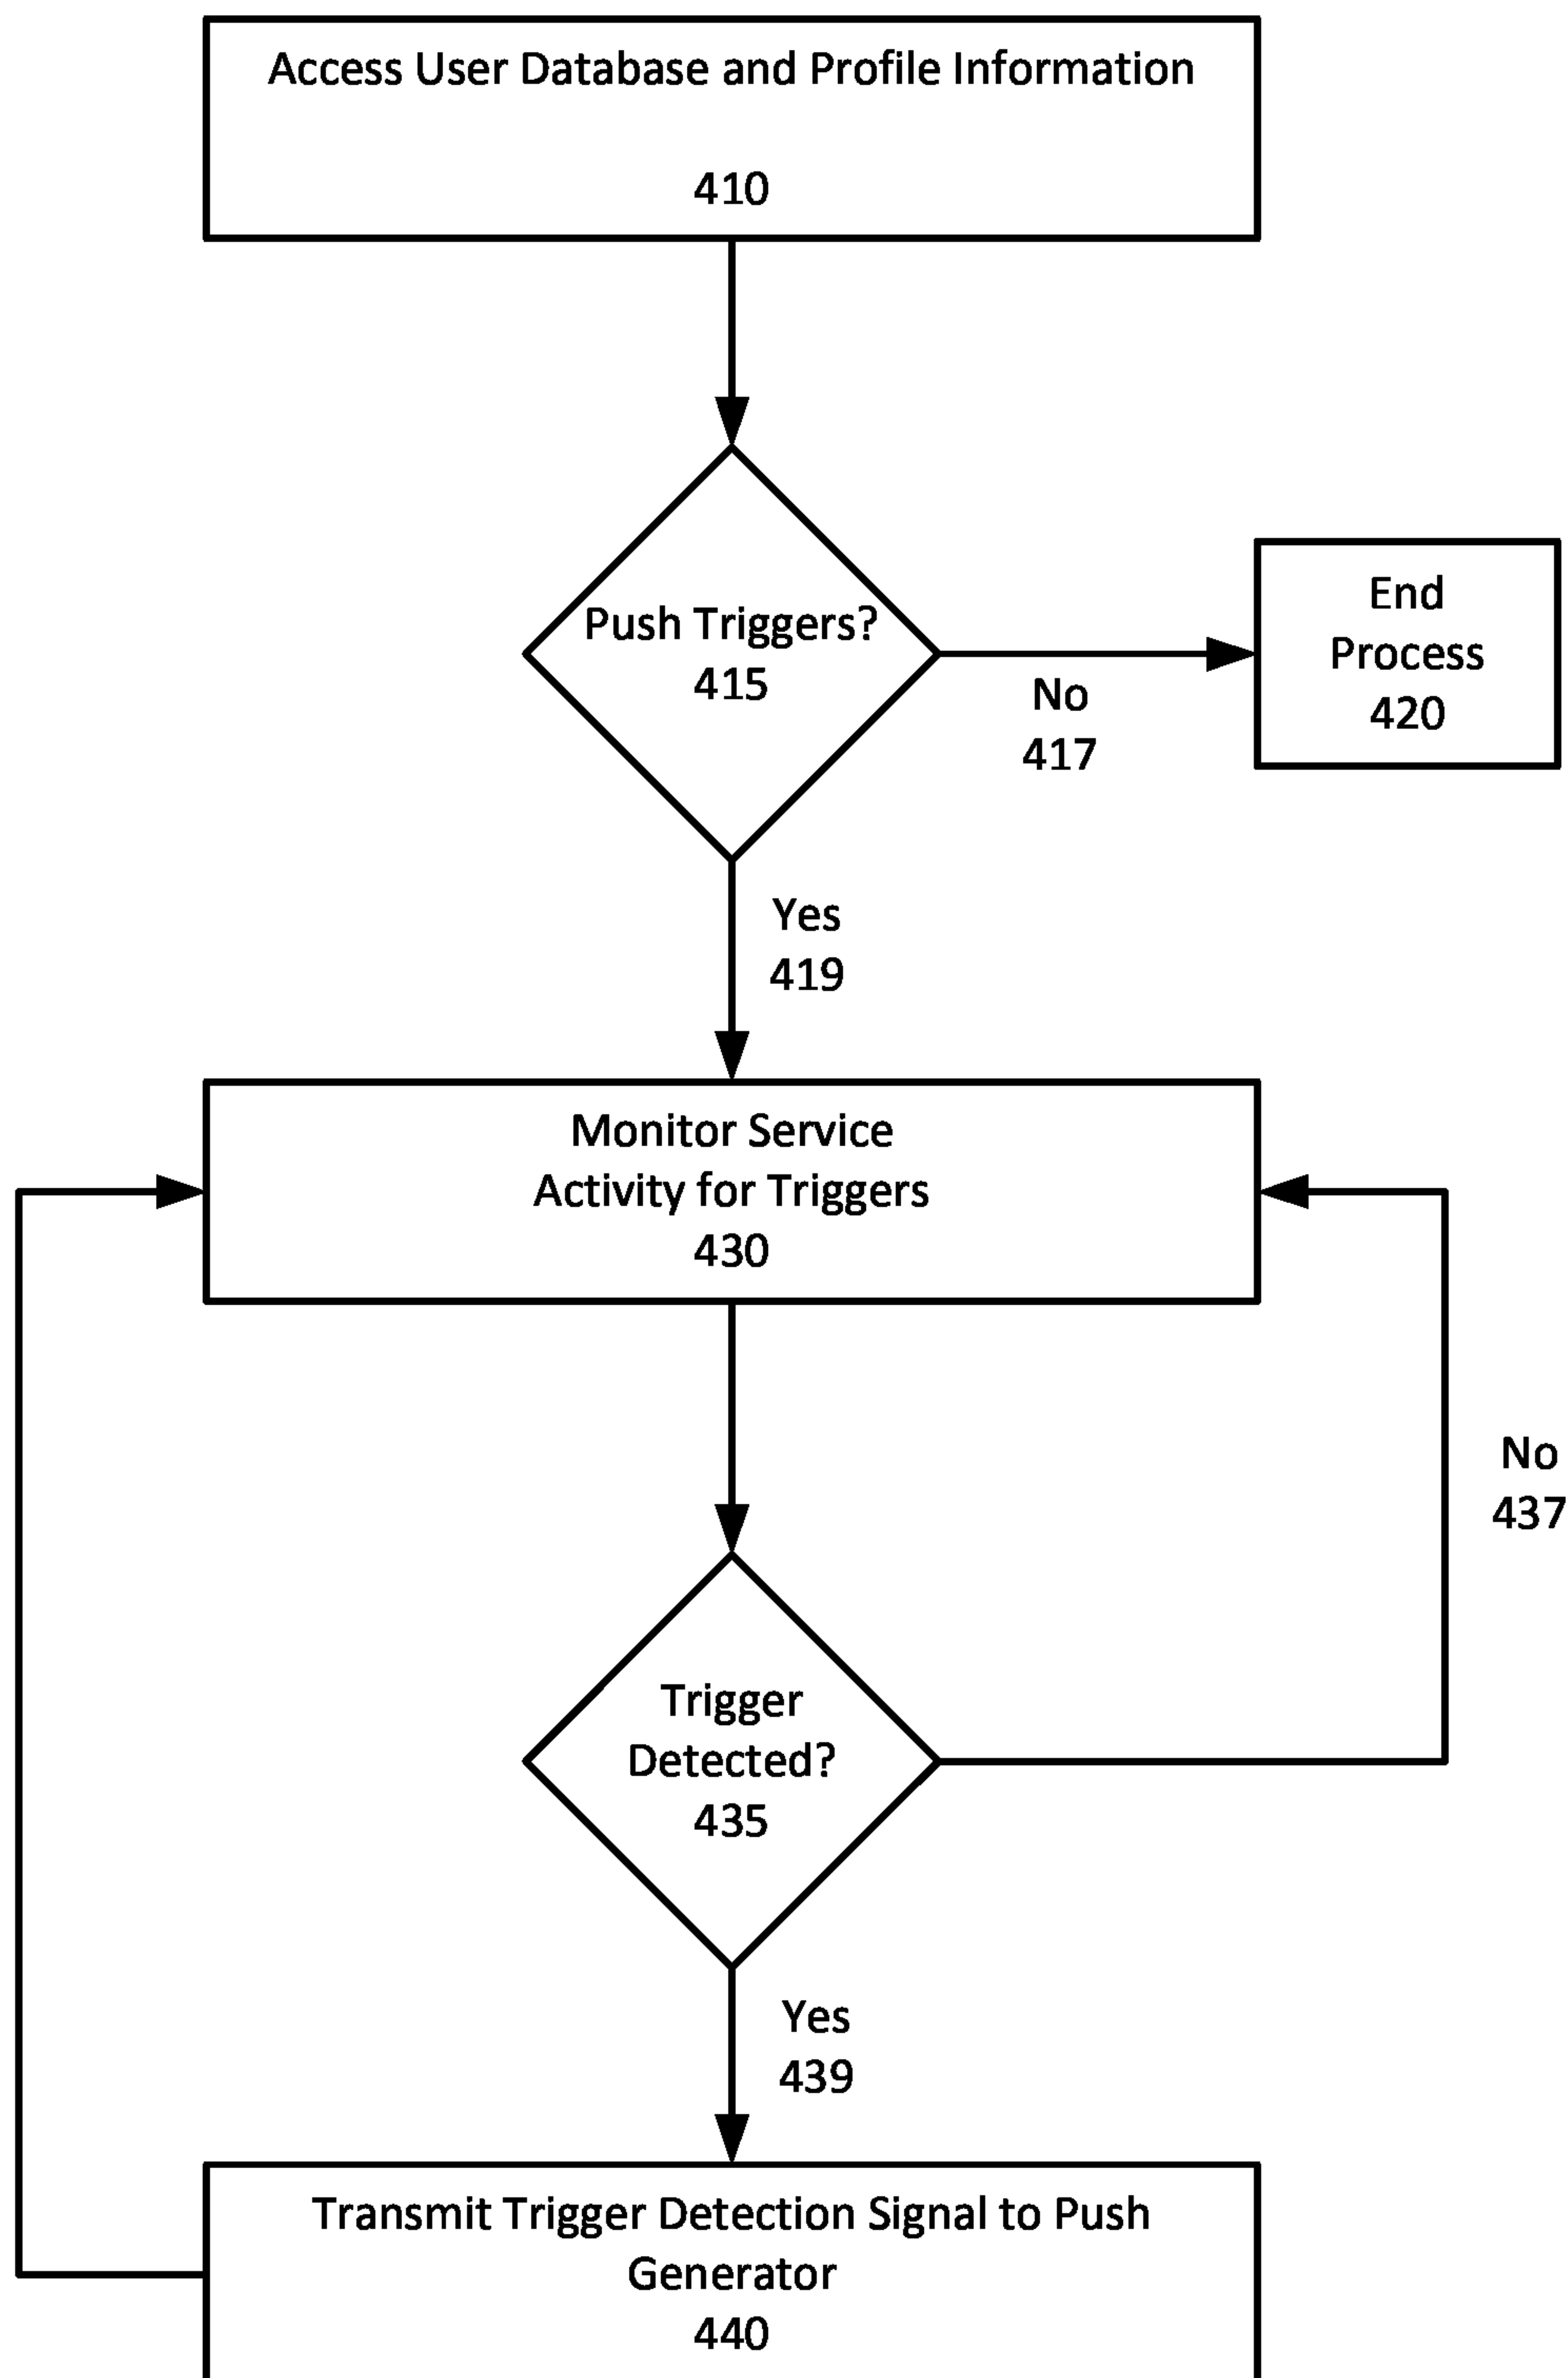 Access User Database and Profile Information
410
Push Triggers?
415
No
417
End
Process
420
Yes
419
Monitor Service
Activity for Triggers
430
No
437
Trigger
Detected?
435
Yes
439
Transmit Trigger Detection Signal to Push
Generator
440